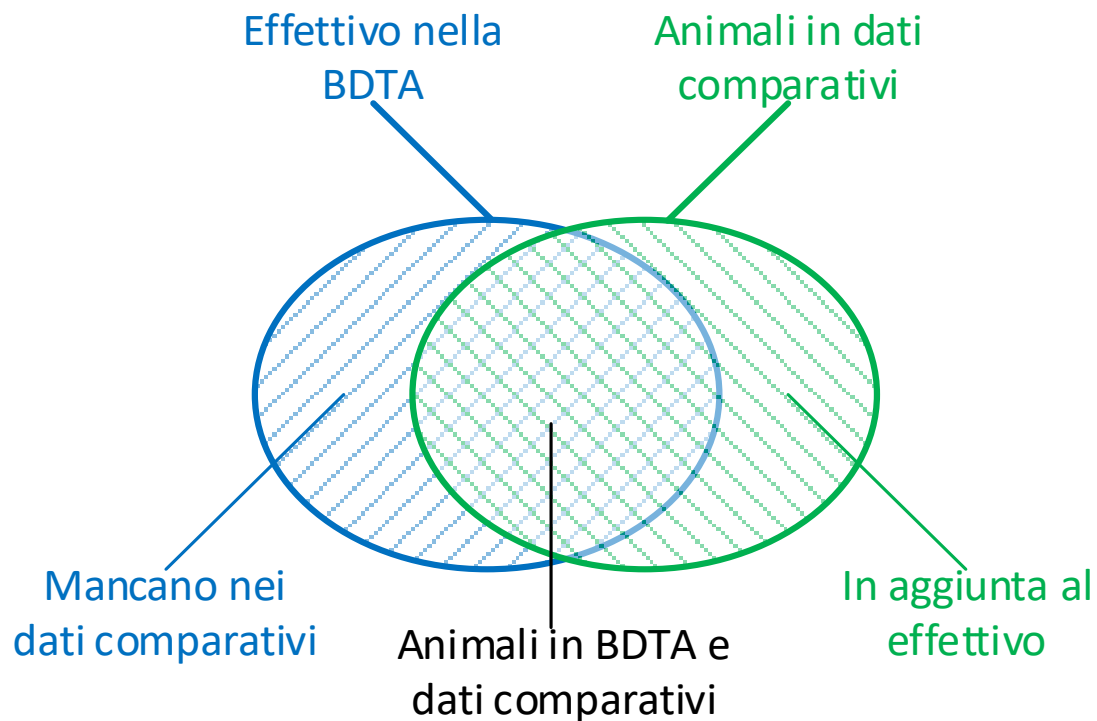 Effettivo nella
BDTA
Animali in dati
comparativi
Mancano nei
dati comparativi
Animali in BDTA e
dati comparativi
In aggiunta al
effettivo